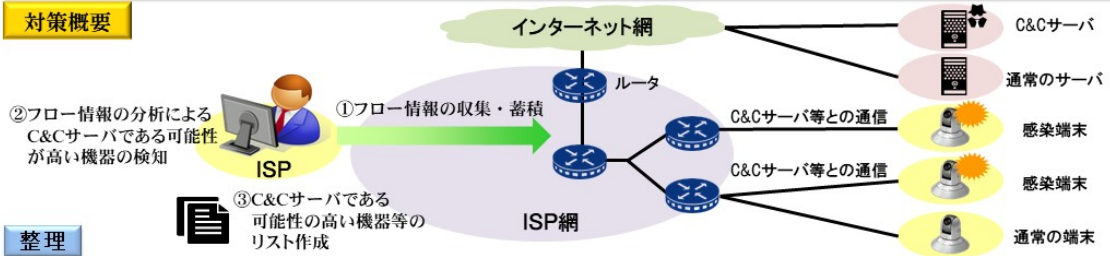 対策概要
インターネット網
C&Cサーバ
通常のサーバ
ルータ
①フロー情報の収集・蓄積
②フロー情報の分析による
C&Cサーバである可能性
が高い機器の検知
ISP
C&Cサーバ等との通信
感染端末
C&Cサーバ等との通信
感染端末
③C&Cサーバである
可能性の高い機器等の
リスト作成
ISP網
通常の端末
整理